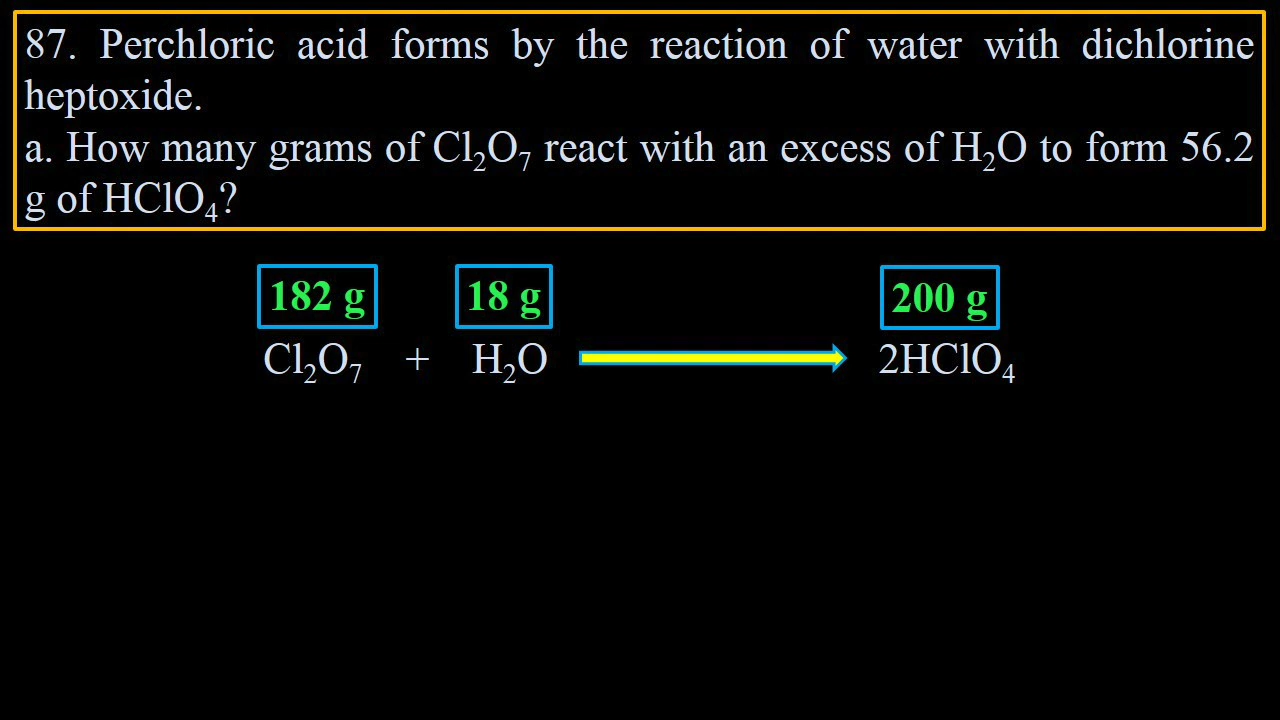 87. Perchloric acid forms by the reaction of water with dichlorine
heptoxide.
a. How many grams of Cl₂O₇ react with an excess of H₂O to form 56.2
g of HClO₄?
182 g 18 g 200 g
Cl₂O₇ + H₂O 2HClO₄